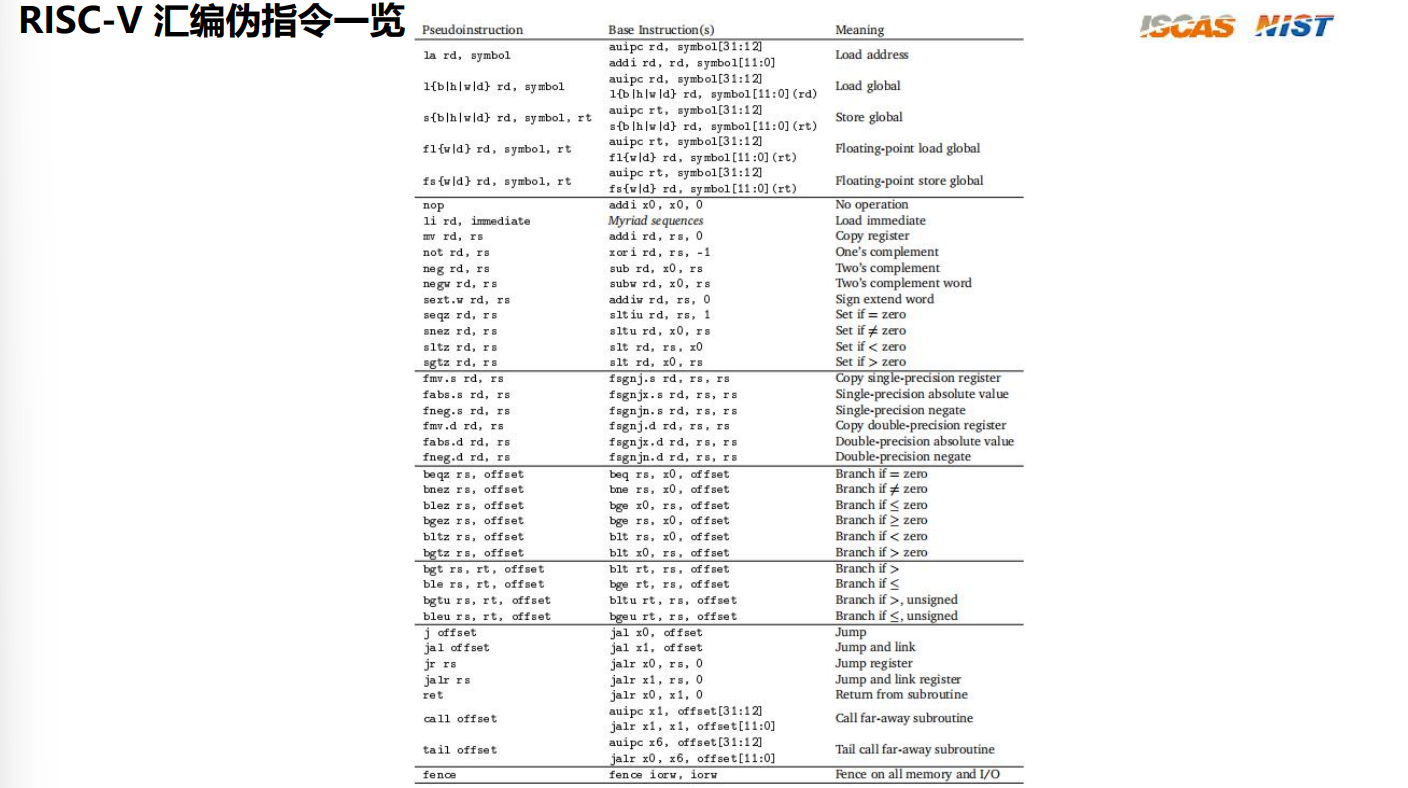 RISC-V 汇编伪指令一览
ISCAS NIST
Pseudoinstruction Base Instruction(s) Meaning
la rd, symbol auipc rd, symbol[31:12] Load address
addi rd, rd, symbol[11:0]
l{b|h|w|d} rd, symbol auipc rd, symbol[31:12] Load global
l{b|h|w|d} rd, symbol[11:0](rd)
s{b|h|w|d} rd, symbol, rt auipc rt, symbol[31:12] Store global
s{b|h|w|d} rd, symbol[11:0](rt)
fl{w|d} rd, symbol, rt auipc rt, symbol[31:12] Floating-point load global
fl{w|d} rd, symbol[11:0](rt)
fs{w|d} rd, symbol, rt auipc rt, symbol[31:12] Floating-point store global
fs{w|d} rd, symbol[11:0](rt)
nop addi x0, x0, 0 No operation
li rd, immediate Myriad sequences Load immediate
mv rd, rs addi rd, rs, 0 Copy register
not rd, rs xori rd, rs, -1 One's complement
neg rd, rs sub rd, x0, rs Two's complement
negw rd, rs subw rd, x0, rs Two's complement word
sext.w rd, rs addiw rd, rs, 0 Sign extend word
seqz rd, rs sltiu rd, rs, 1 Set if = zero
snez rd, rs sltu rd, x0, rs Set if ≠ zero
sltz rd, rs slt rd, rs, x0 Set if < zero
sgtz rd, rs slt rd, x0, rs Set if > zero
fmv.s rd, rs fsgnj.s rd, rs, rs Copy single-precision register
fabs.s rd, rs fsgnjx.s rd, rs, rs Single-precision absolute value
fneg.s rd, rs fsgnjn.s rd, rs, rs Single-precision negate
fmv.d rd, rs fsgnj.d rd, rs, rs Copy double-precision register
fabs.d rd, rs fsgnjx.d rd, rs, rs Double-precision absolute value
fneg.d rd, rs fsgnjn.d rd, rs, rs Double-precision negate
beqz rs, offset beq rs, x0, offset Branch if = zero
bnez rs, offset bne rs, x0, offset Branch if ≠ zero
blez rs, offset bge x0, rs, offset Branch if ≤ zero
bgez rs, offset bge rs, x0, offset Branch if ≥ zero
bltz rs, offset blt rs, x0, offset Branch if < zero
bgtz rs, offset blt x0, rs, offset Branch if > zero
bgt rs, rt, offset blt rt, rs, offset Branch if >
ble rs, rt, offset bge rt, rs, offset Branch if ≤
bgtu rs, rt, offset bltu rt, rs, offset Branch if >, unsigned
bleu rs, rt, offset bgeu rt, rs, offset Branch if ≤, unsigned
j offset jal x0, offset Jump
jal offset jal x1, offset Jump and link
jr rs jalr x0, rs, 0 Jump register
jalr rs jalr x1, rs, 0 Jump and link register
ret jalr x0, x1, 0 Return from subroutine
call offset auipc x1, offset[31:12] Call far-away subroutine
jalr x1, x1, offset[11:0]
tail offset auipc x6, offset[31:12] Tail call far-away subroutine
jalr x0, x6, offset[11:0]
fence fence iorw, iorw Fence on all memory and I/O